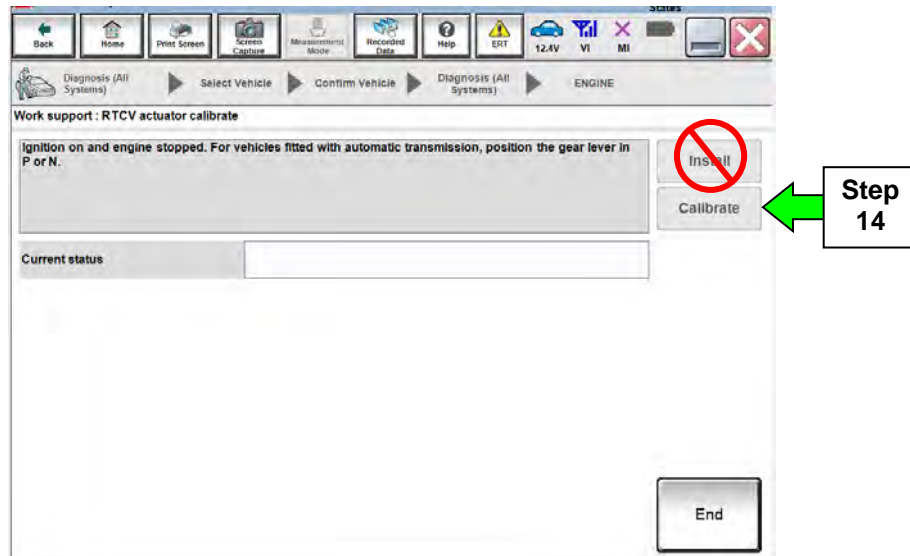 States
Back
Home
Print Screen
Screen
Capture
Measurement
Mode
Recorded
Data
Help
ERT
12.4V
VI
MI
Diagnosis (All
Systems)
Select Vehicle
Confirm Vehicle
Diagnosis (All
Systems)
ENGINE
Work support : RTCV actuator calibrate
Ignition on and engine stopped. For vehicles fitted with automatic transmission, position the gear lever in
P or N.
Install
Calibrate
Step
14
Current status
End